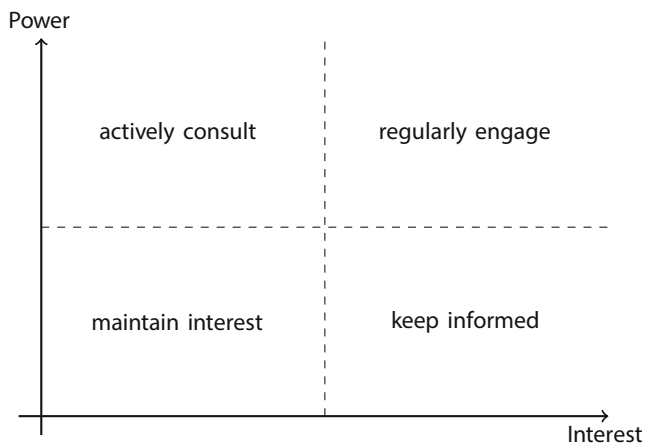 Power
actively consult
regularly engage
maintain interest
keep informed
Interest